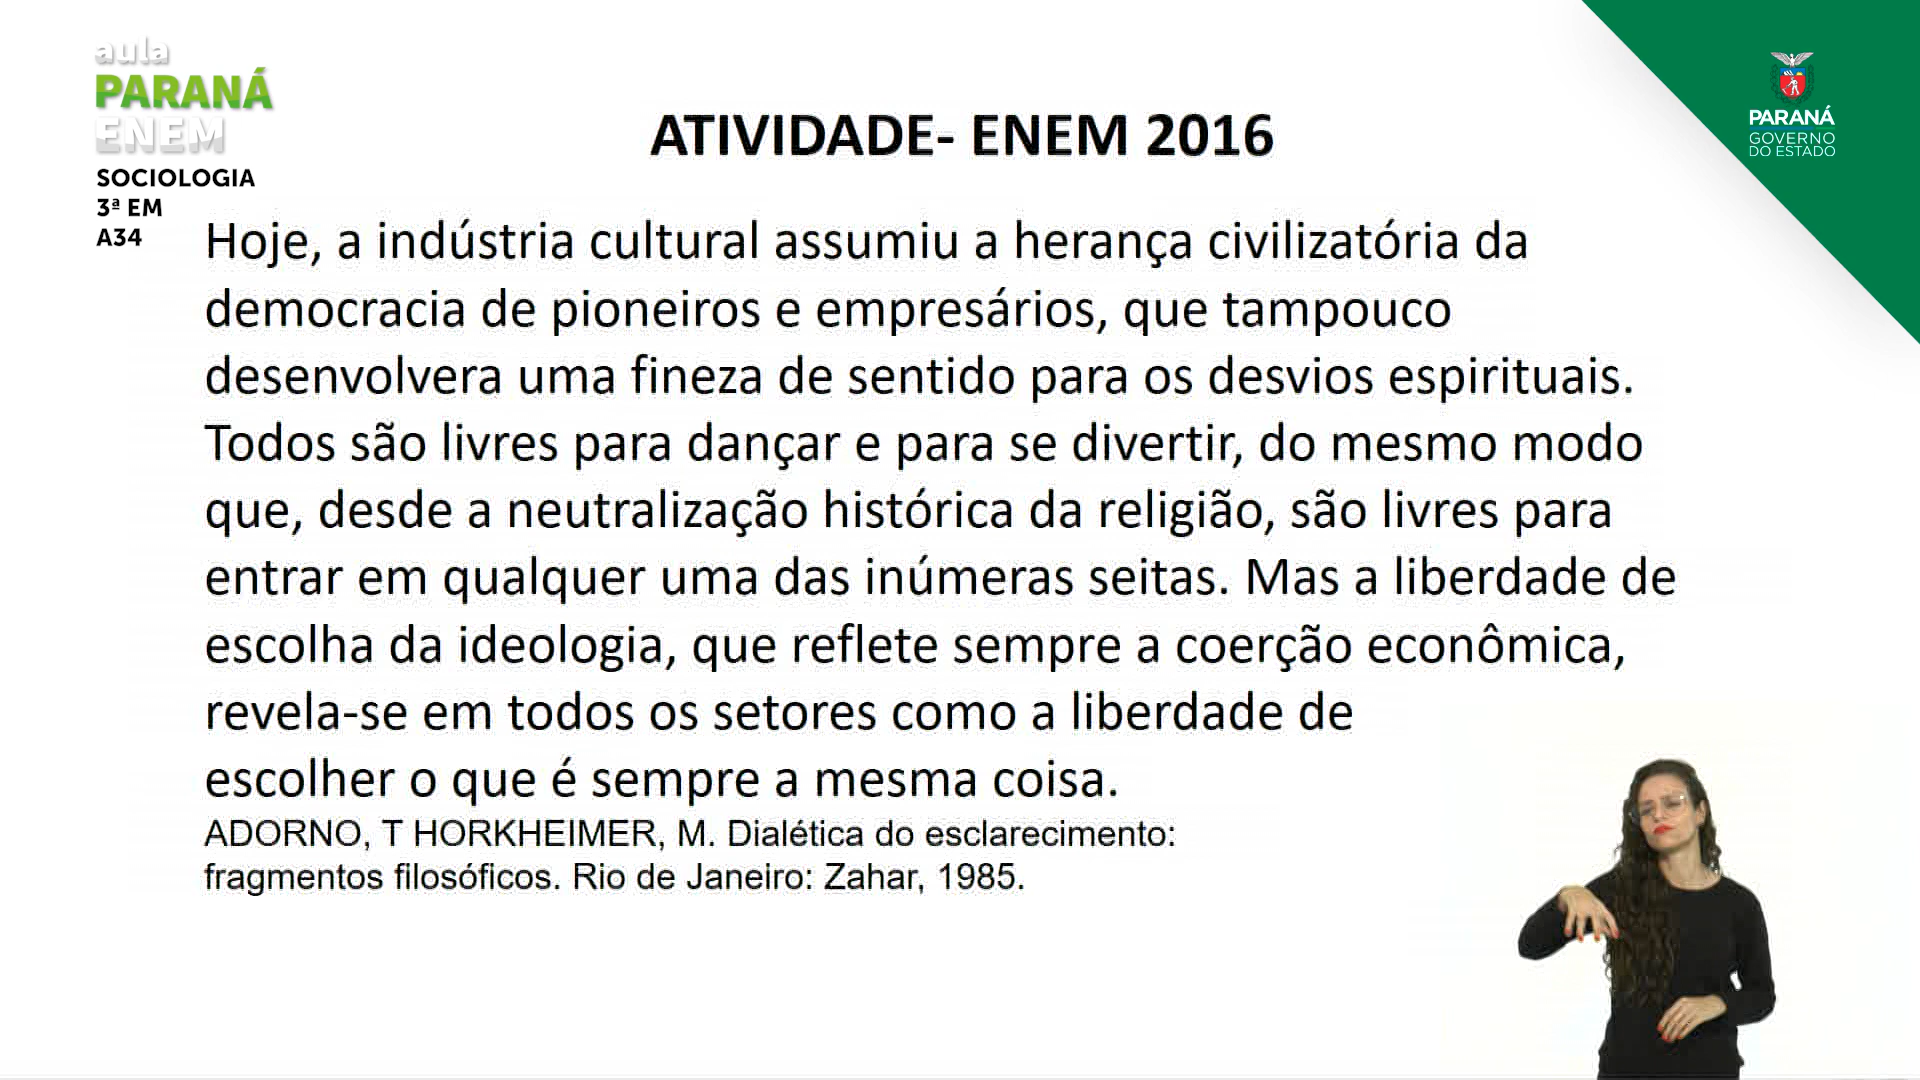 aula
PARANÁ
ENEM
SOCIOLOGIA
3ª EM
A34
PARANÁ
GOVERNO
DO ESTADO
ATIVIDADE- ENEM 2016
Hoje, a indústria cultural assumiu a herança civilizatória da
democracia de pioneiros e empresários, que tampouco
desenvolvera uma fineza de sentido para os desvios espirituais.
Todos são livres para dançar e para se divertir, do mesmo modo
que, desde a neutralização histórica da religião, são livres para
entrar em qualquer uma das inúmeras seitas. Mas a liberdade de
escolha da ideologia, que reflete sempre a coerção econômica,
revela-se em todos os setores como a liberdade de
escolher o que é sempre a mesma coisa.
ADORNO, T HORKHEIMER, M. Dialética do esclarecimento:
fragmentos filosóficos. Rio de Janeiro: Zahar, 1985.